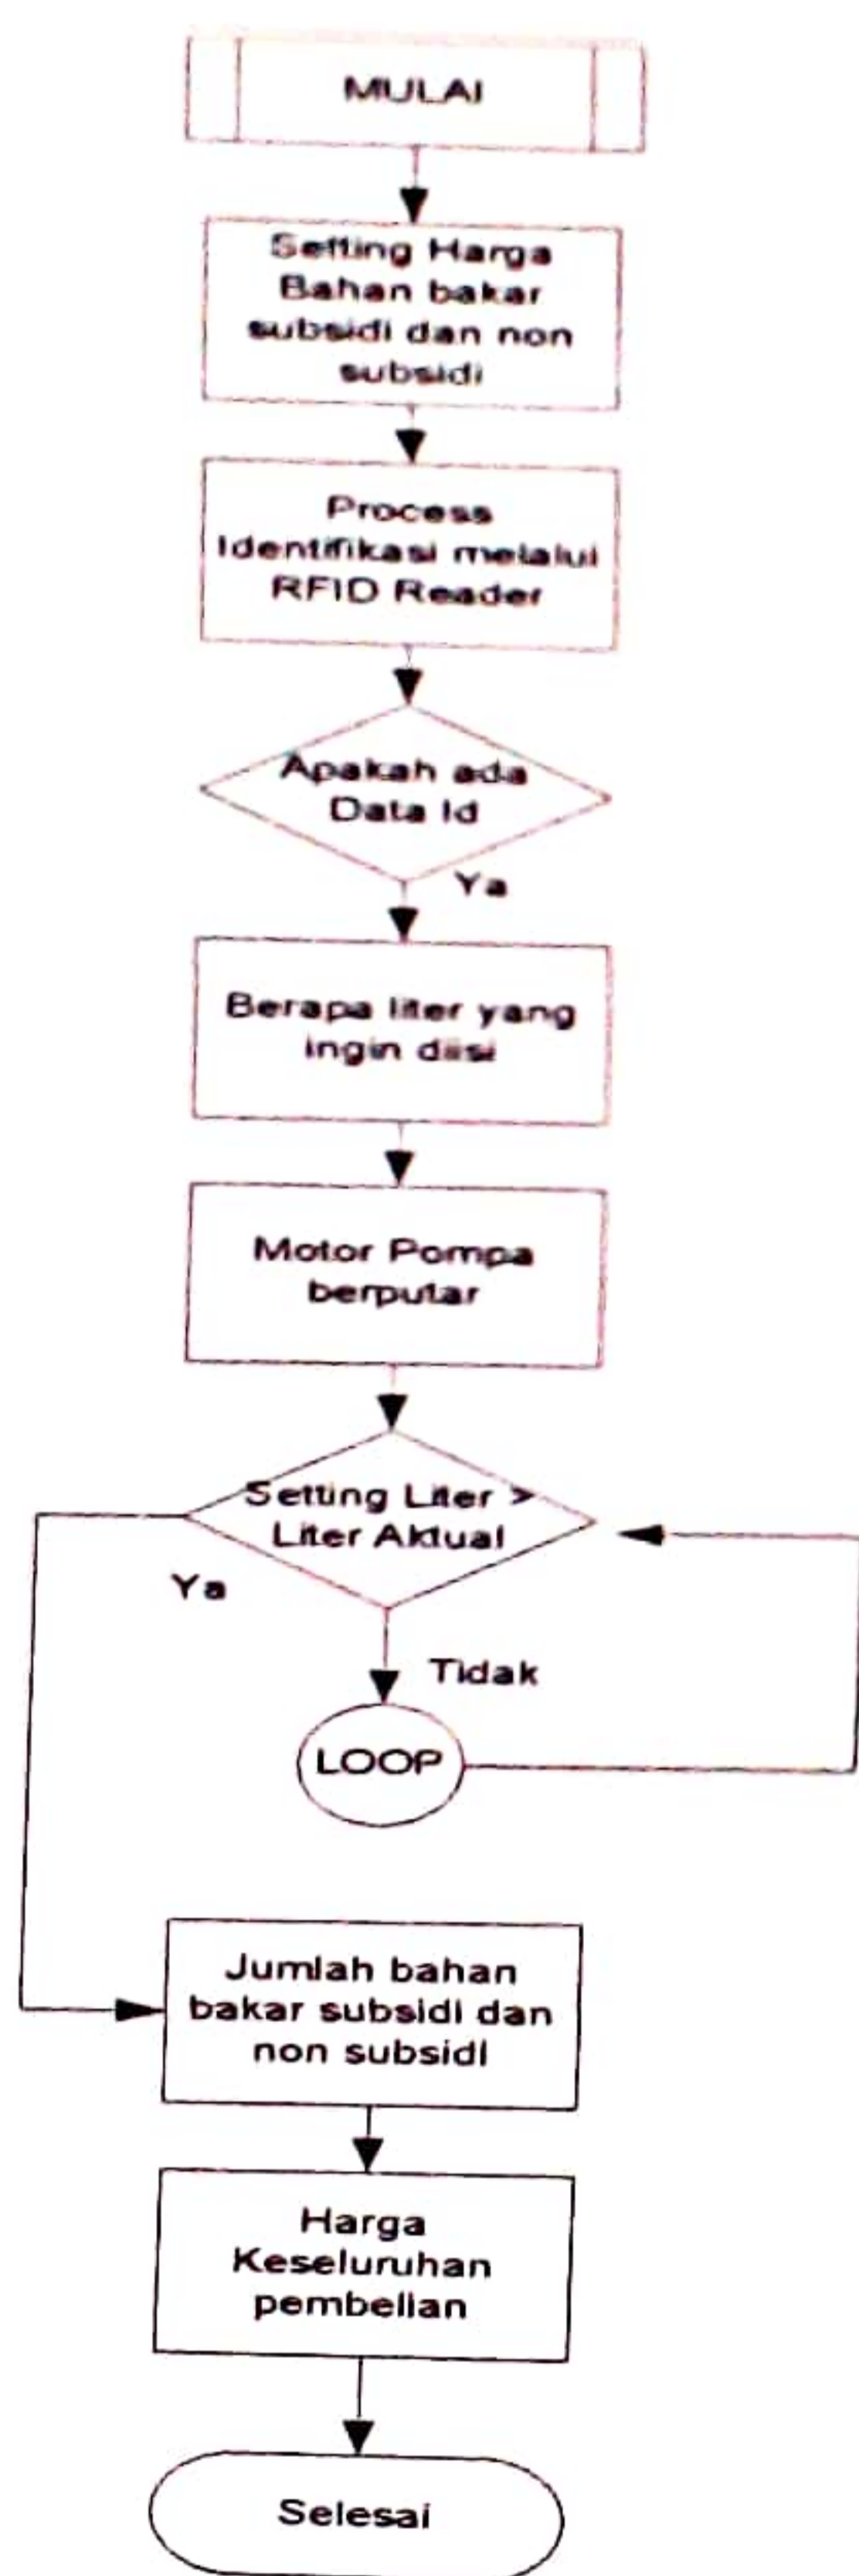 MULAI
Setting Harga
Bahan bakar
subsidi dan non
subsidi
Process
Identifikasi melalui
RFID Reader
Apakah ada
Data Id
Ya
Berapa liter yang
ingin diisi
Motor Pompa
berputar
Setting Liter >
Liter Aktual
Ya
Tidak
LOOP
Jumlah bahan
bakar subsidi dan
non subsidi
Harga
Keseluruhan
pembelian
Selesai